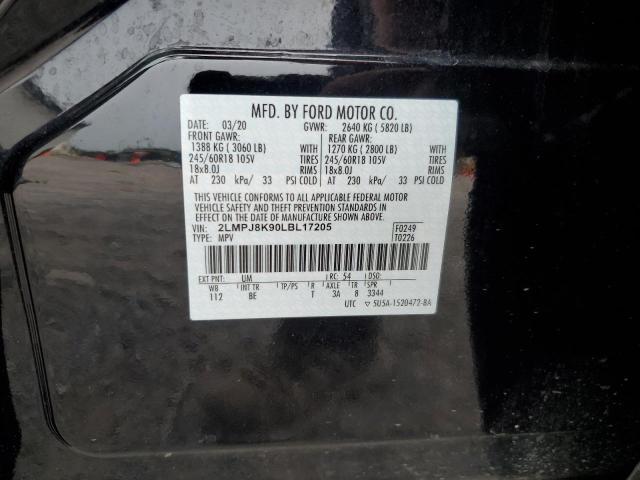 MFD. BY FORD MOTOR CO.
DATE: 03/20 GVWR: 2640 KG ( 5820 LB)
FRONT GAWR: REAR GAWR:
1388 KG ( 3060 LB) WITH 1270 KG ( 2800 LB) WITH
245/60R18 105V TIRES 245/60R18 105V TIRES
18x8.0J RIMS 18x8.0J RIMS
AT 230 kPa/ 33 PSI COLD AT 230 kPa/ 33 PSI COLD
THIS VEHICLE CONFORMS TO ALL APPLICABLE FEDERAL MOTOR
VEHICLE SAFETY AND THEFT PREVENTION STANDARDS IN EFFECT
ON THE DATE OF MANUFACTURE SHOWN ABOVE.
VIN: 2LMPJ8K90LBL17205 F0249
TYPE: MPV T0226
EXT PNT: UM RC: 54 DSO:
WB INT TR TP/PS R AXLE TR SPR
112 BE T 3A 8 3344
UTC ▽ 5U5A-1520472-BA